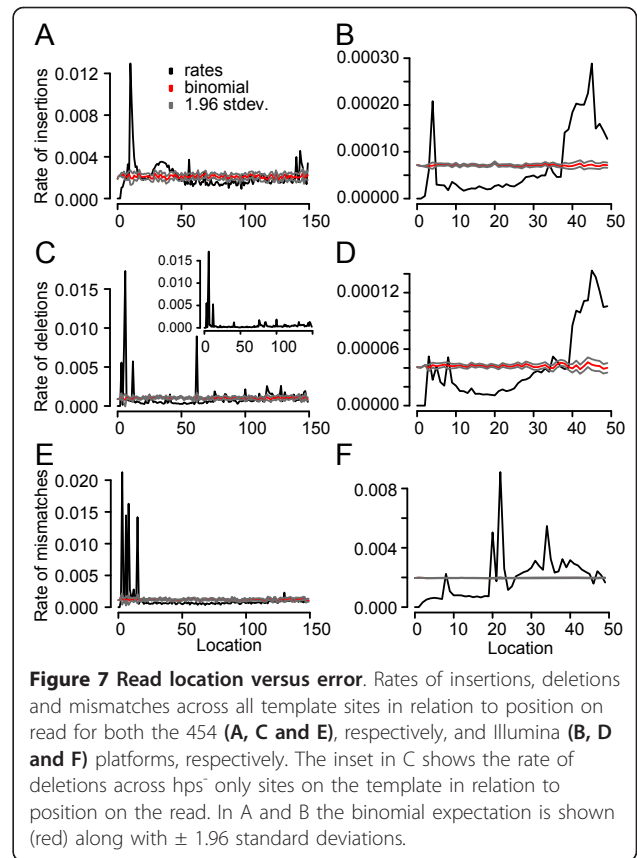 A
B
rates
binomial
1.96 stdev.
Rate of insertions
0.012
0.008
0.004
0.000
0
50
100
150
0.00030
0.00020
0.00010
0.00000
0
10
20
30
40
50
C
D
Rate of deletions
0.015
0.010
0.005
0.000
0
50
100
150
0.015
0.010
0.005
0.000
0
50
100
150
0.00012
0.00006
0.00000
0
10
20
30
40
50
E
F
Rate of mismatches
0.020
0.015
0.010
0.005
0.000
0
50
100
150
Location
0.008
0.004
0.000
0
10
20
30
40
50
Location
Figure 7 Read location versus error. Rates of insertions, deletions
and mismatches across all template sites in relation to position on
read for both the 454 (A, C and E), respectively, and Illumina (B, D
and F) platforms, respectively. The inset in C shows the rate of
deletions across hps⁻ only sites on the template in relation to
position on the read. In A and B the binomial expectation is shown
(red) along with ± 1.96 standard deviations.